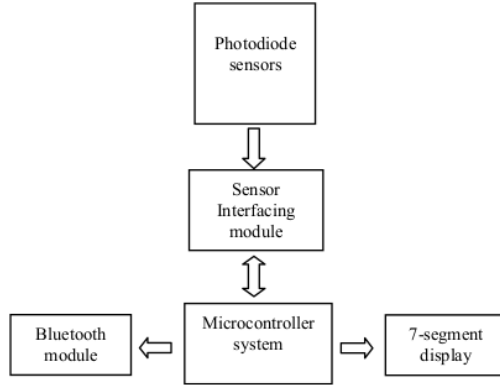 Photodiode
sensors
Sensor
Interfacing
module
Bluetooth
module
Microcontroller
system
7-segment
display